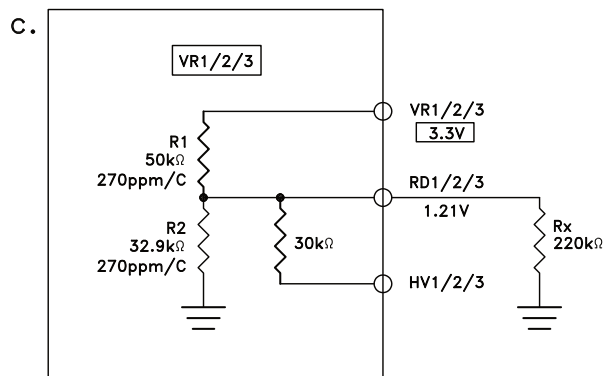 C.
VR1/2/3
VR1/2/3
3.3V
R1
50kΩ
270ppm/C
RD1/2/3
1.21V
R2
32.9kΩ
270ppm/C
30kΩ
Rx
220kΩ
HV1/2/3